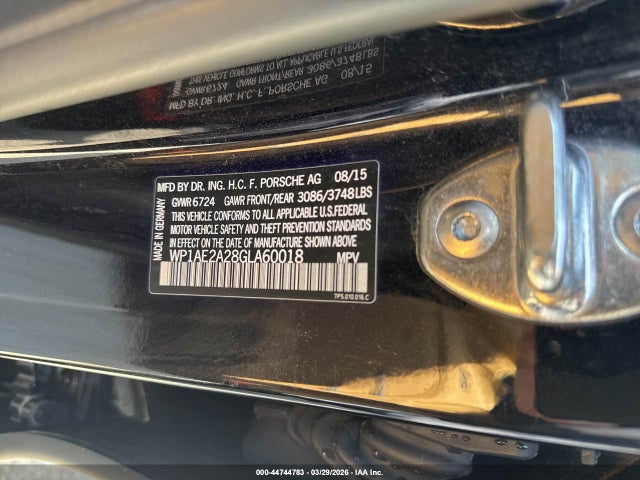 MFD BY DR. ING. H.C. F. PORSCHE AG 08/15
GVWR 6724 GAWR FRONT/REAR 3086/3748LBS
THIS VEHICLE CONFORMS TO ALL APPLICABLE U.S. FEDERAL
MOTOR VEHICLE SAFETY AND THEFT PREVENTION STANDARDS
IN EFFECT ON THE DATE OF MANUFACTURE SHOWN ABOVE.
WP1AE2A28GLA60018 MPV
MADE IN GERMANY
7P5.010.016 C
000-44744783 | 03/29/2026 | IAA Inc.